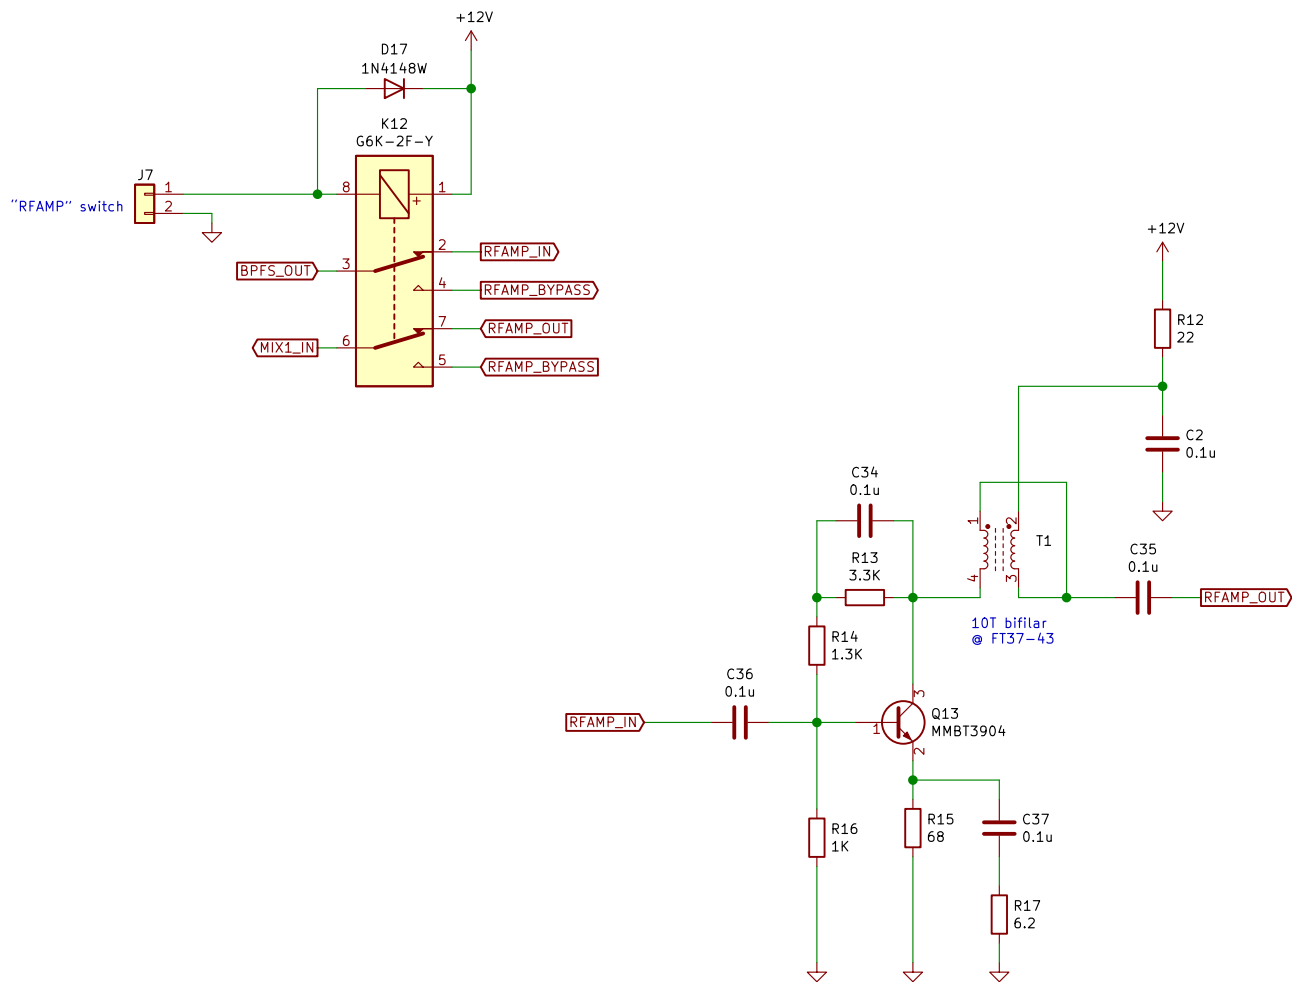 +12V
D17
1N4148W
K12
G6K-2F-Y
J7
1
8
1
"RFAMP" switch
2
+
2
RFAMP_IN
BPFS_OUT
3
4
RFAMP_BYPASS
7
RFAMP_OUT
MIX1_IN
6
5
RFAMP_BYPASS
+12V
R12
22
C2
0.1u
C34
0.1u
1
2
T1
R13
3.3K
4
3
C35
0.1u
RFAMP_OUT
10T bifilar
@ FT37-43
R14
1.3K
C36
0.1u
RFAMP_IN
3
1
Q13
MMBT3904
2
R16
1K
R15
68
C37
0.1u
R17
6.2